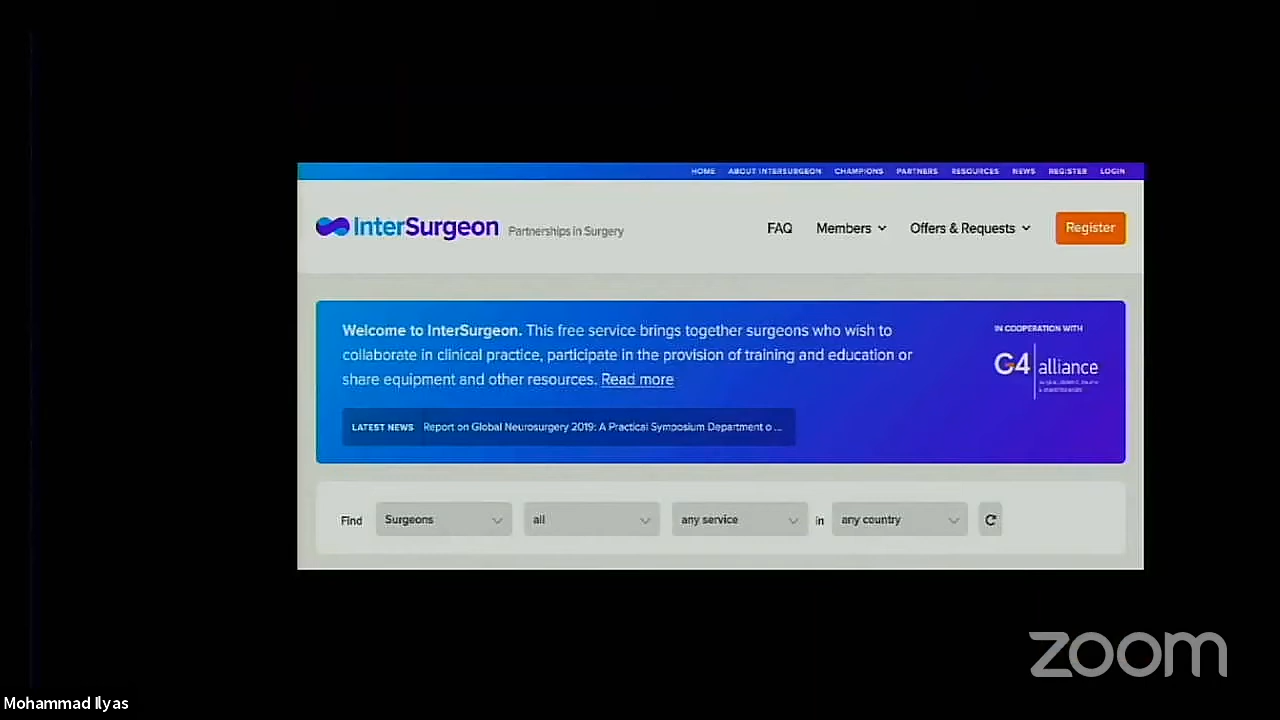 HOME ABOUT INTERSURGEON CHAMPIONS PARTNERS RESOURCES NEWS REGISTER LOGIN
InterSurgeon Partnerships in Surgery
FAQ Members Offers & Requests Register
Welcome to InterSurgeon. This free service brings together surgeons who wish to
collaborate in clinical practice, participate in the provision of training and education or
share equipment and other resources. Read more
IN COOPERATION WITH
G4 alliance
LATEST NEWS Report on Global Neurosurgery 2019: A Practical Symposium Department o ...
Find Surgeons all any service in any country
zoom
Mohammad Ilyas